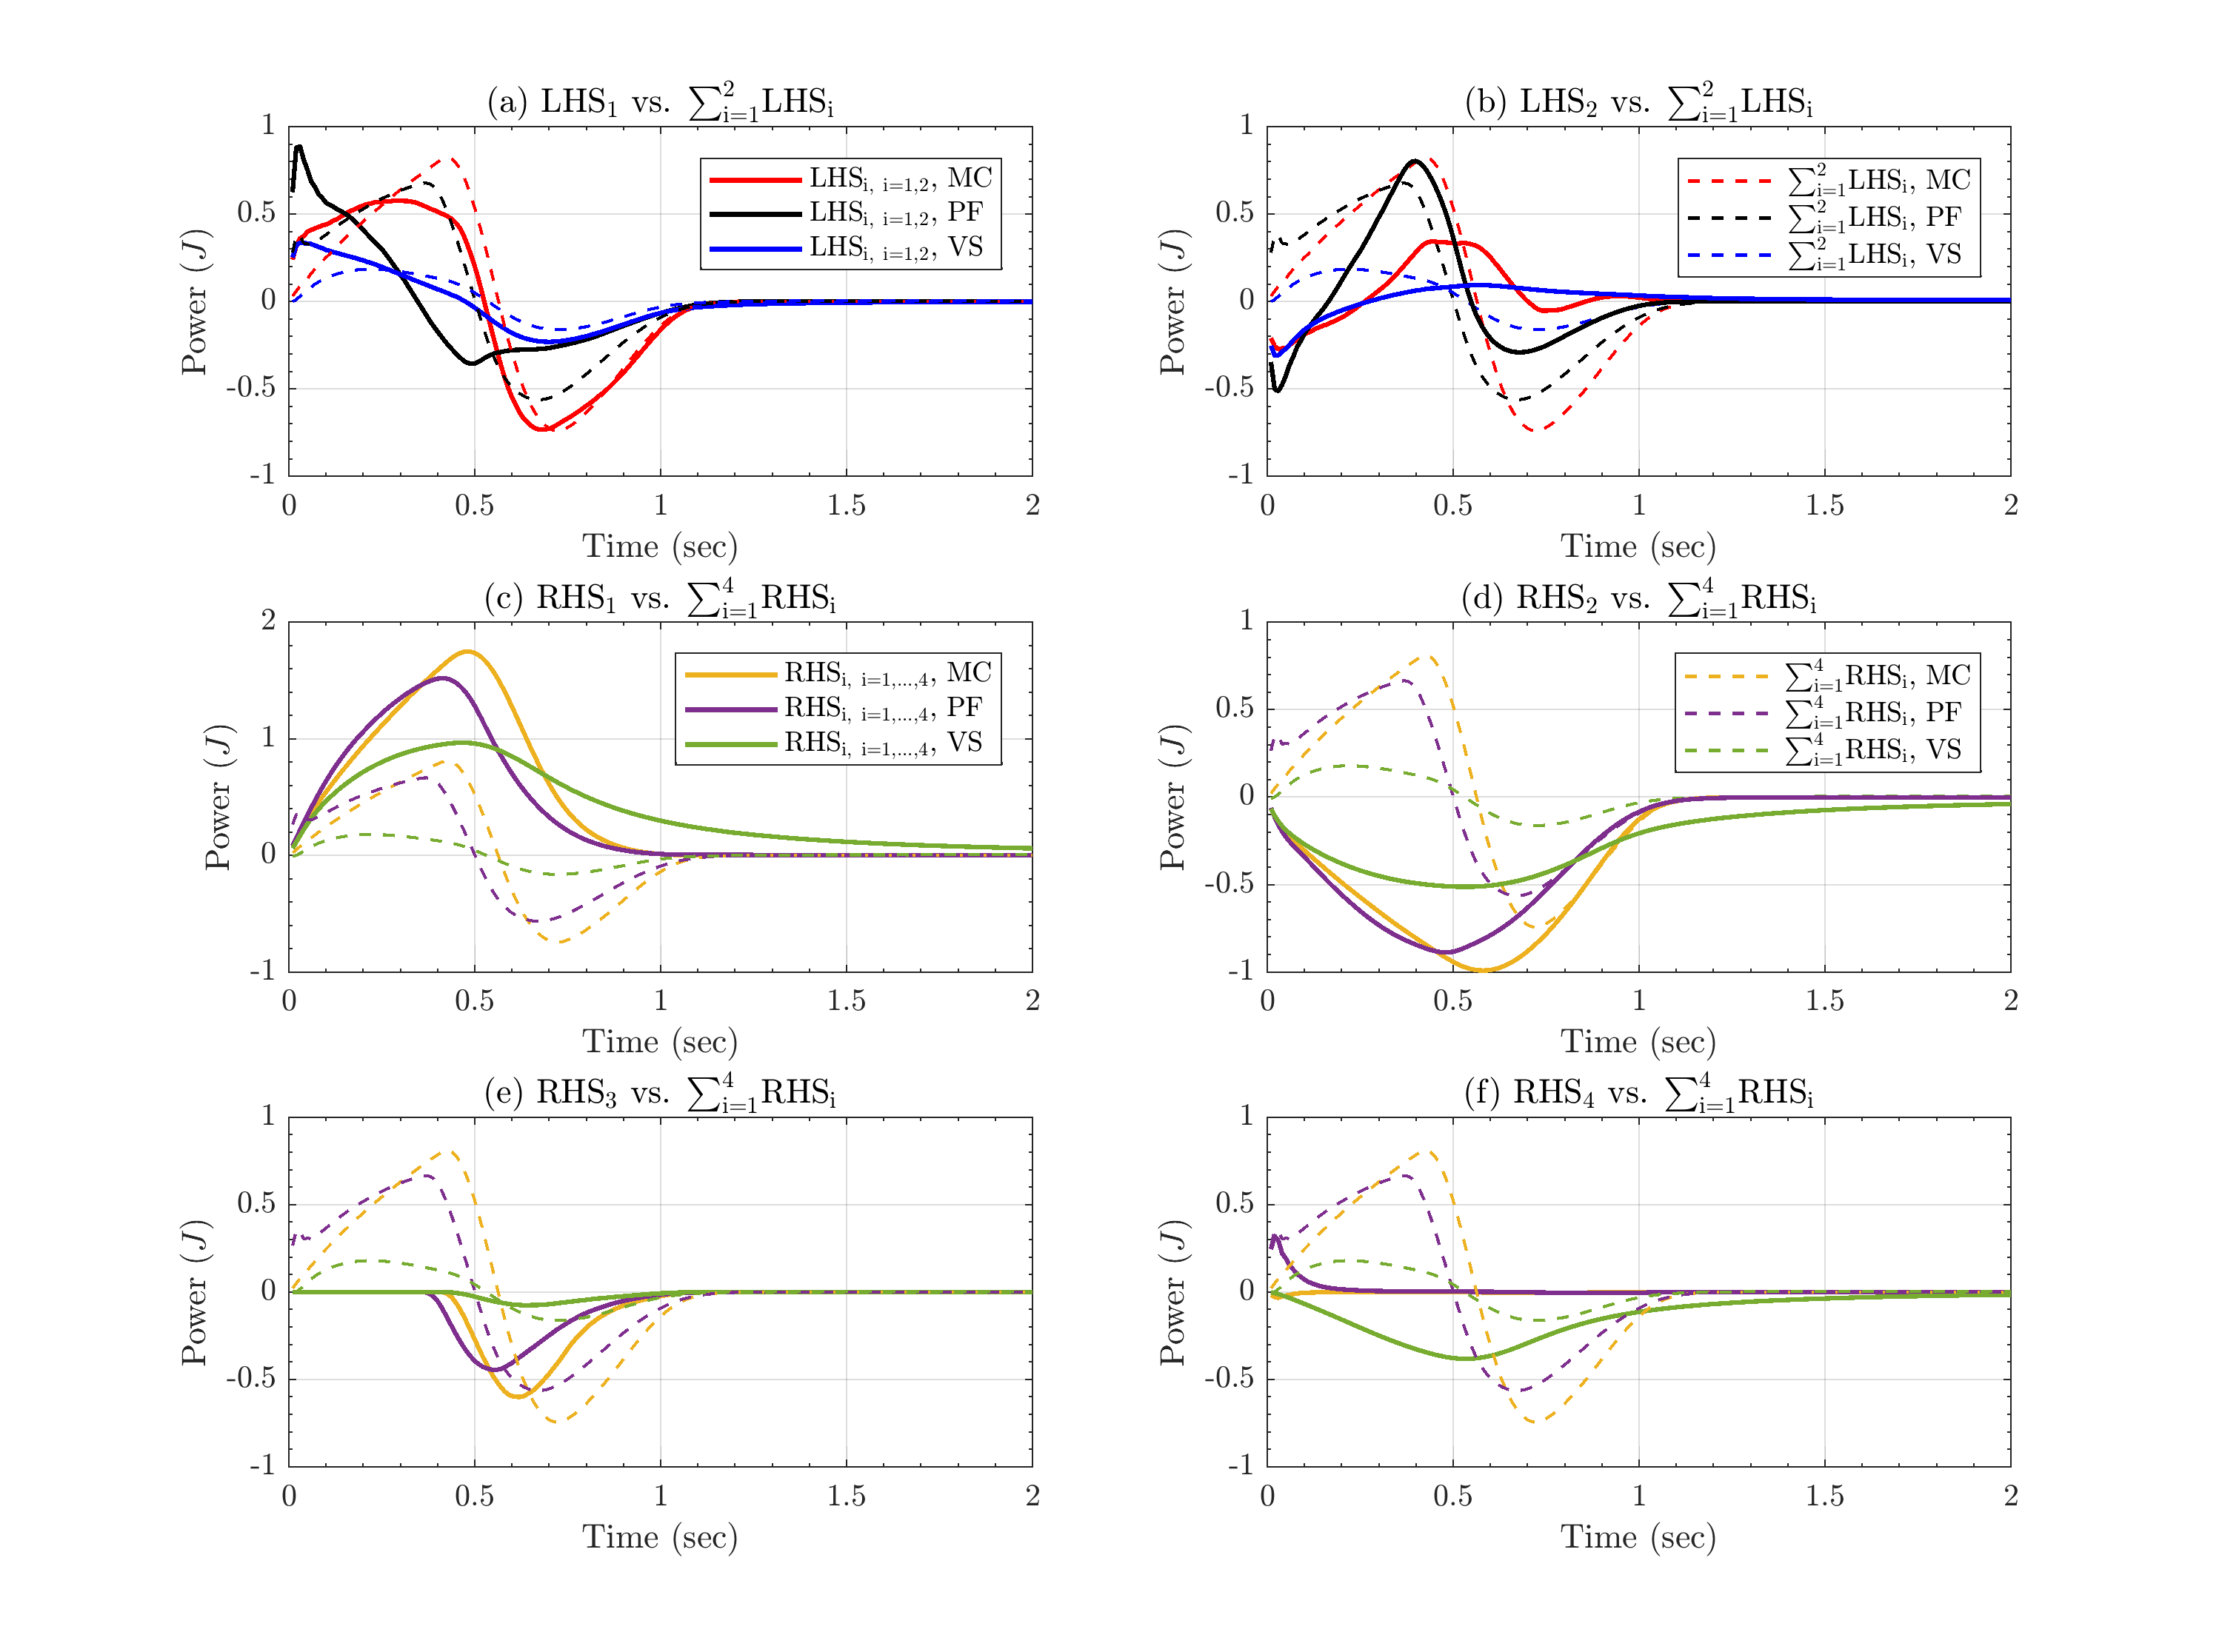 (a) LHS₁ vs. ∑²ᵢ₌₁LHSᵢ
1
0.5
0
-0.5
-1
Power (J)
0 0.5 1 1.5 2
Time (sec)
LHSi, i=1,2, MC
LHSi, i=1,2, PF
LHSi, i=1,2, VS
(b) LHS₂ vs. ∑²ᵢ₌₁LHSᵢ
1
0.5
0
-0.5
-1
Power (J)
0 0.5 1 1.5 2
Time (sec)
∑²ᵢ₌₁LHSᵢ, MC
∑²ᵢ₌₁LHSᵢ, PF
∑²ᵢ₌₁LHSᵢ, VS
(c) RHS₁ vs. ∑⁴ᵢ₌₁RHSᵢ
2
1
0
-1
Power (J)
0 0.5 1 1.5 2
Time (sec)
RHSi, i=1,...,4, MC
RHSi, i=1,...,4, PF
RHSi, i=1,...,4, VS
(d) RHS₂ vs. ∑⁴ᵢ₌₁RHSᵢ
1
0.5
0
-0.5
-1
Power (J)
0 0.5 1 1.5 2
Time (sec)
∑⁴ᵢ₌₁RHSᵢ, MC
∑⁴ᵢ₌₁RHSᵢ, PF
∑⁴ᵢ₌₁RHSᵢ, VS
(e) RHS₃ vs. ∑⁴ᵢ₌₁RHSᵢ
1
0.5
0
-0.5
-1
Power (J)
0 0.5 1 1.5 2
Time (sec)
(f) RHS₄ vs. ∑⁴ᵢ₌₁RHSᵢ
1
0.5
0
-0.5
-1
Power (J)
0 0.5 1 1.5 2
Time (sec)